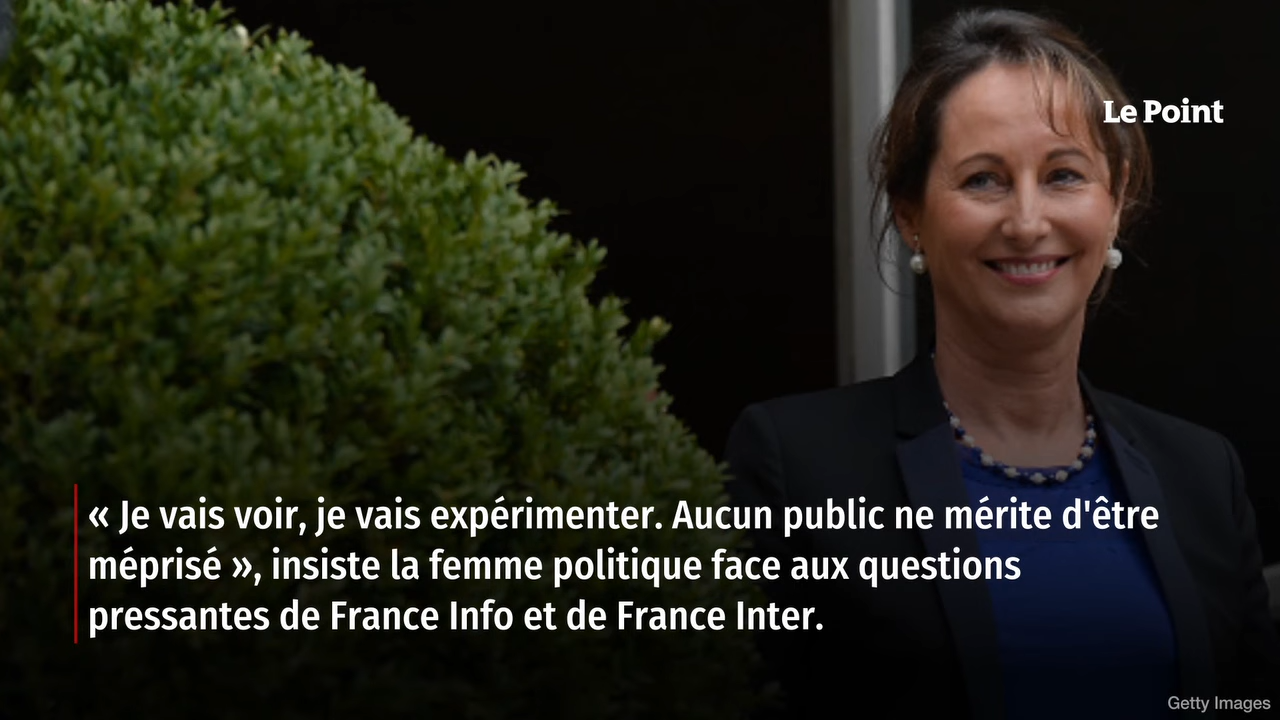 Le Point
« Je vais voir, je vais expérimenter. Aucun public ne mérite d'être
méprisé », insiste la femme politique face aux questions
pressantes de France Info et de France Inter.
Getty Images